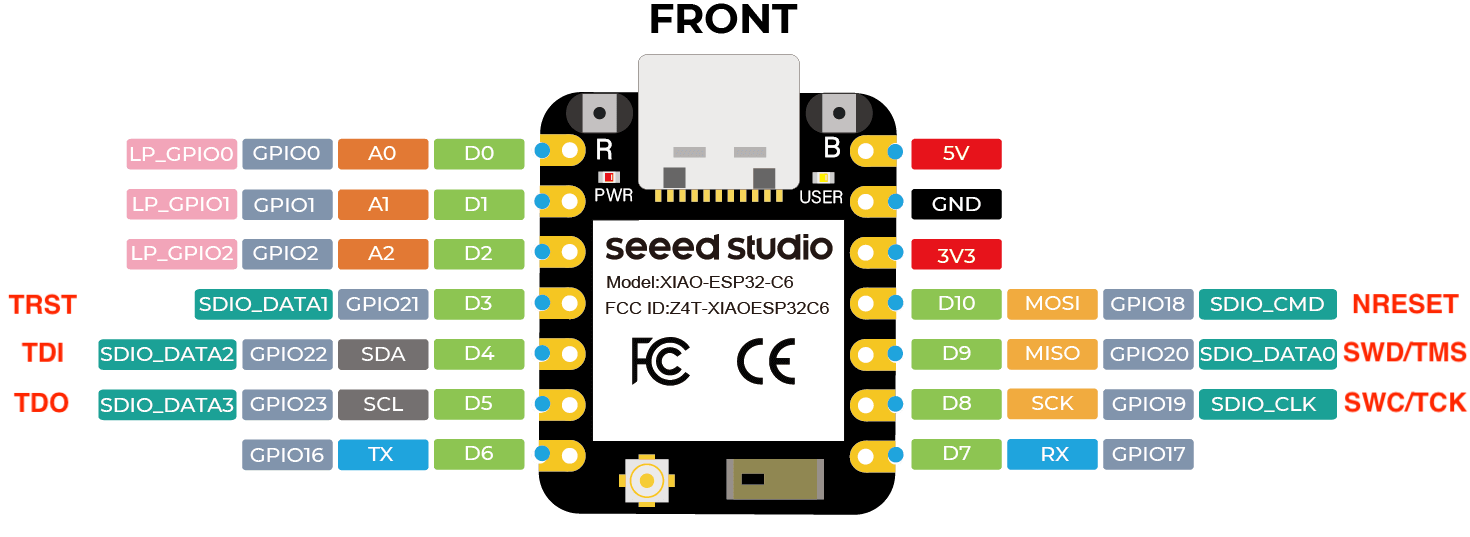 FRONT
LP_GPIO0 GPIO0 A0 D0 R B 5V
PWR USER
LP_GPIO1 GPIO1 A1 D1 GND
LP_GPIO2 GPIO2 A2 D2 seeed studio 3V3
Model:XIAO-ESP32-C6
TRST SDIO_DATA1 GPIO21 D3 FCC ID:Z4T-XIAOESP32C6 D10 MOSI GPIO18 SDIO_CMD NRESET
TDI SDIO_DATA2 GPIO22 SDA D4 FC CE D9 MISO GPIO20 SDIO_DATA0 SWD/TMS
TDO SDIO_DATA3 GPIO23 SCL D5 D8 SCK GPIO19 SDIO_CLK SWC/TCK
GPIO16 TX D6 D7 RX GPIO17